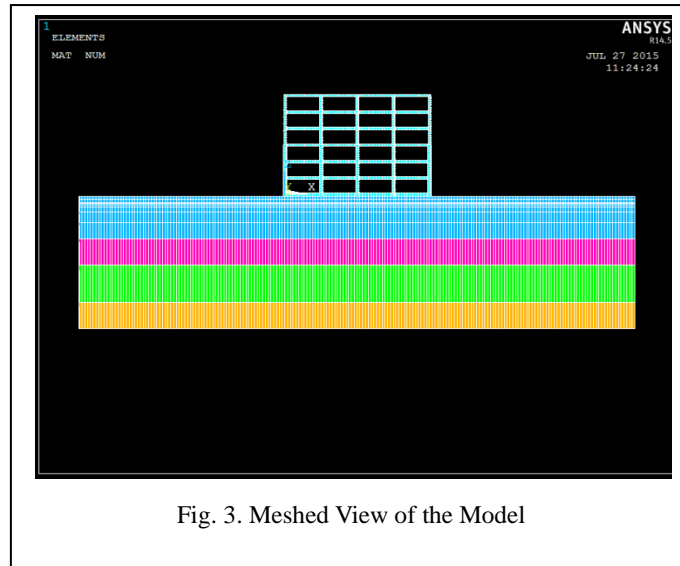 1
ELEMENTS
MAT NUM
ANSYS
R14.5
JUL 27 2015
11:24:24
X
Fig. 3. Meshed View of the Model